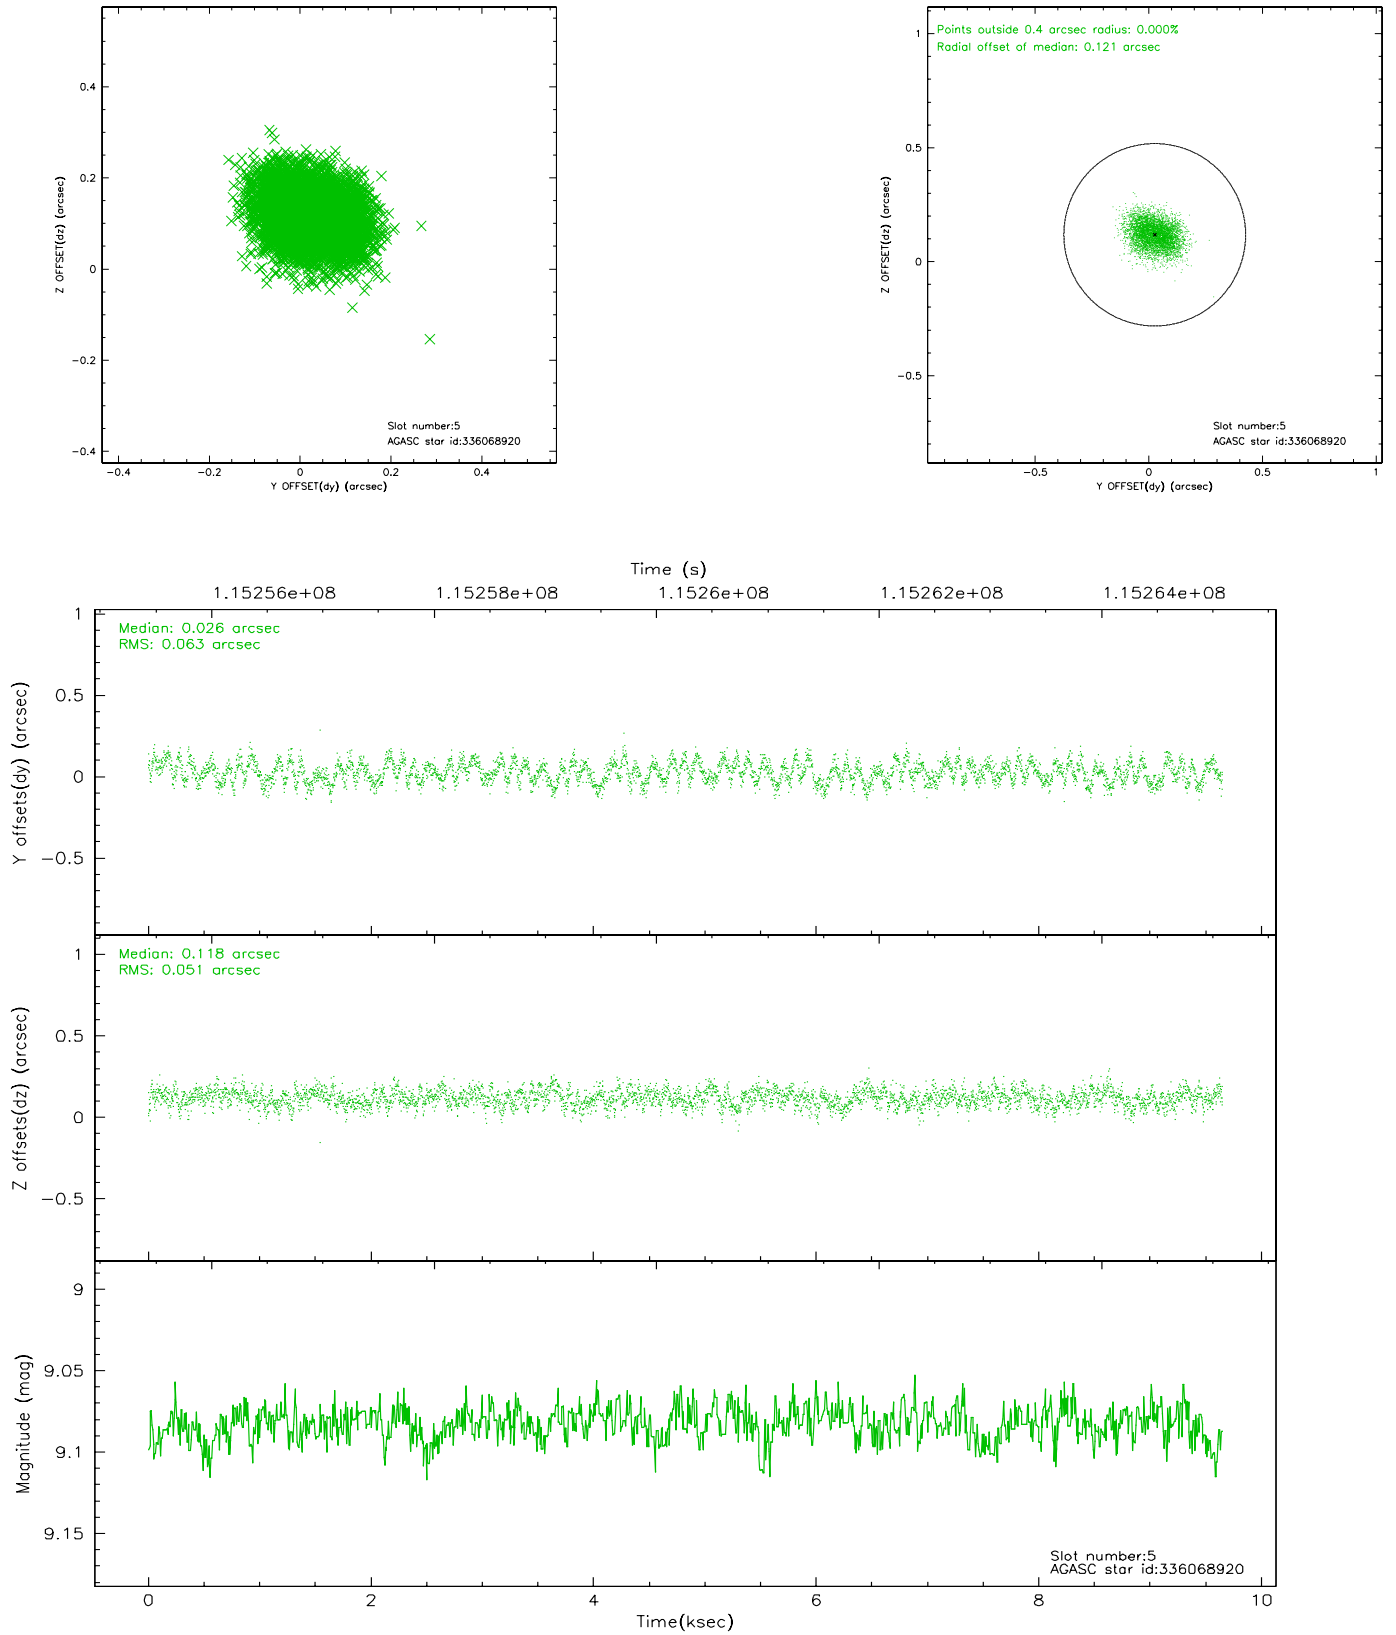 0.4
0.2
0
-0.2
-0.4
Z OFFSET(dz) (arcsec)
Slot number:5
AGASC star id:336068920
-0.4 -0.2 0 0.2 0.4
Y OFFSET(dy) (arcsec)
Points outside 0.4 arcsec radius: 0.000%
Radial offset of median: 0.121 arcsec
1
0.5
0
-0.5
Z OFFSET(dz) (arcsec)
Slot number:5
AGASC star id:336068920
-0.5 0 0.5 1
Y OFFSET(dy) (arcsec)
Time (s)
1.15256e+08 1.15258e+08 1.1526e+08 1.15262e+08 1.15264e+08
Median: 0.026 arcsec
RMS: 0.063 arcsec
1
0.5
0
-0.5
Y offsets(dy) (arcsec)
Median: 0.118 arcsec
RMS: 0.051 arcsec
1
0.5
0
-0.5
Z offsets(dz) (arcsec)
9
9.05
9.1
9.15
Magnitude (mag)
Slot number:5
AGASC star id:336068920
0 2 4 6 8 10
Time(ksec)